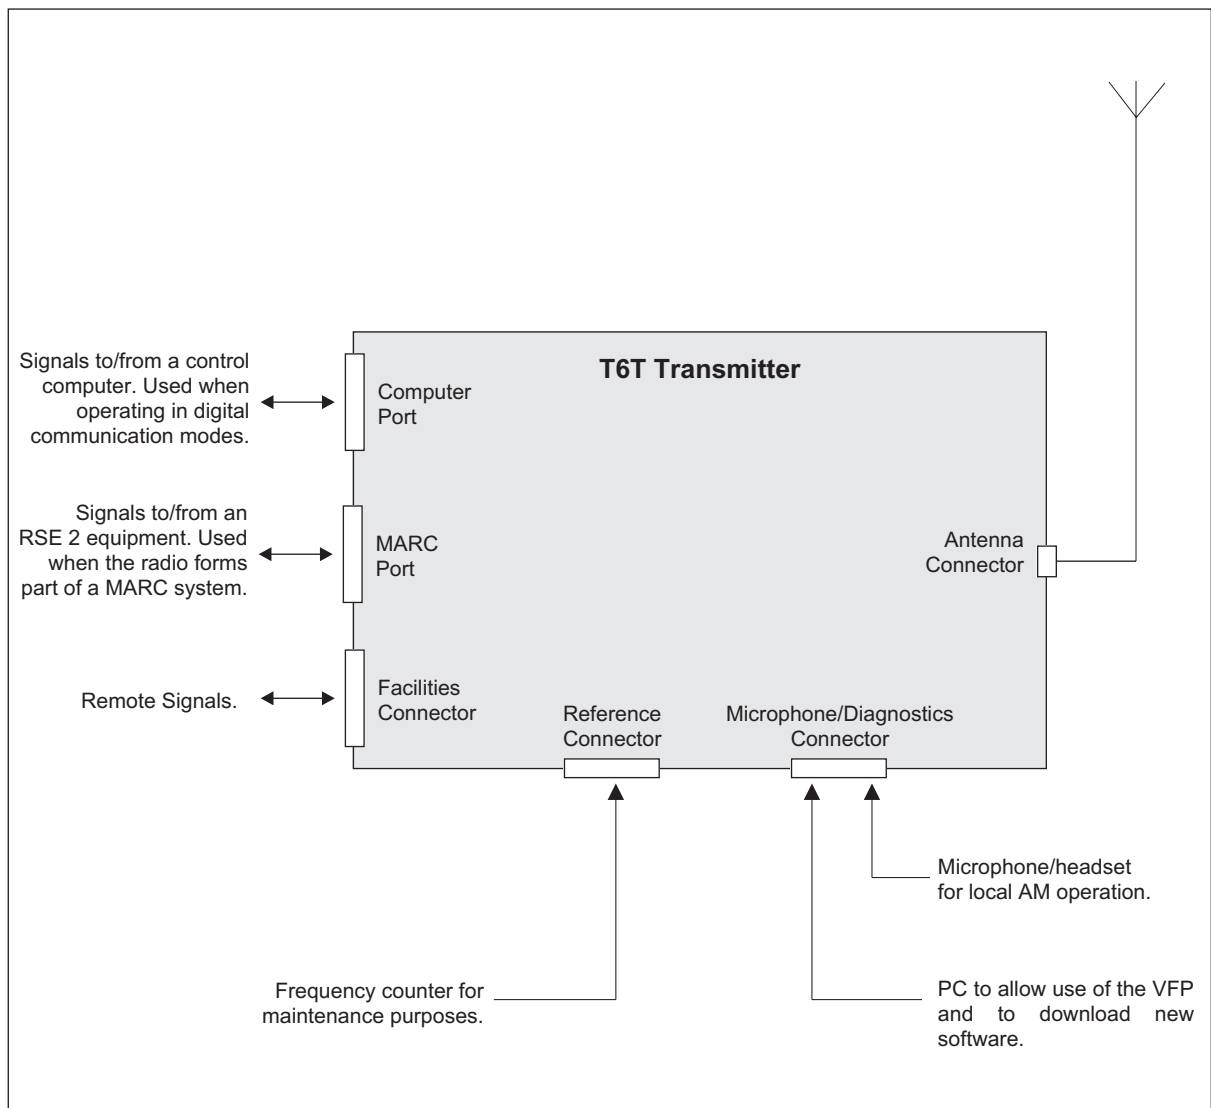 T6T Transmitter
Signals to/from a control
computer. Used when
operating in digital
communication modes.
Computer
Port
Signals to/from an
RSE 2 equipment. Used
when the radio forms
part of a MARC system.
MARC
Port
Antenna
Connector
Remote Signals.
Facilities
Connector
Reference
Connector
Microphone/Diagnostics
Connector
Microphone/headset
for local AM operation.
Frequency counter for
maintenance purposes.
PC to allow use of the VFP
and to download new
software.